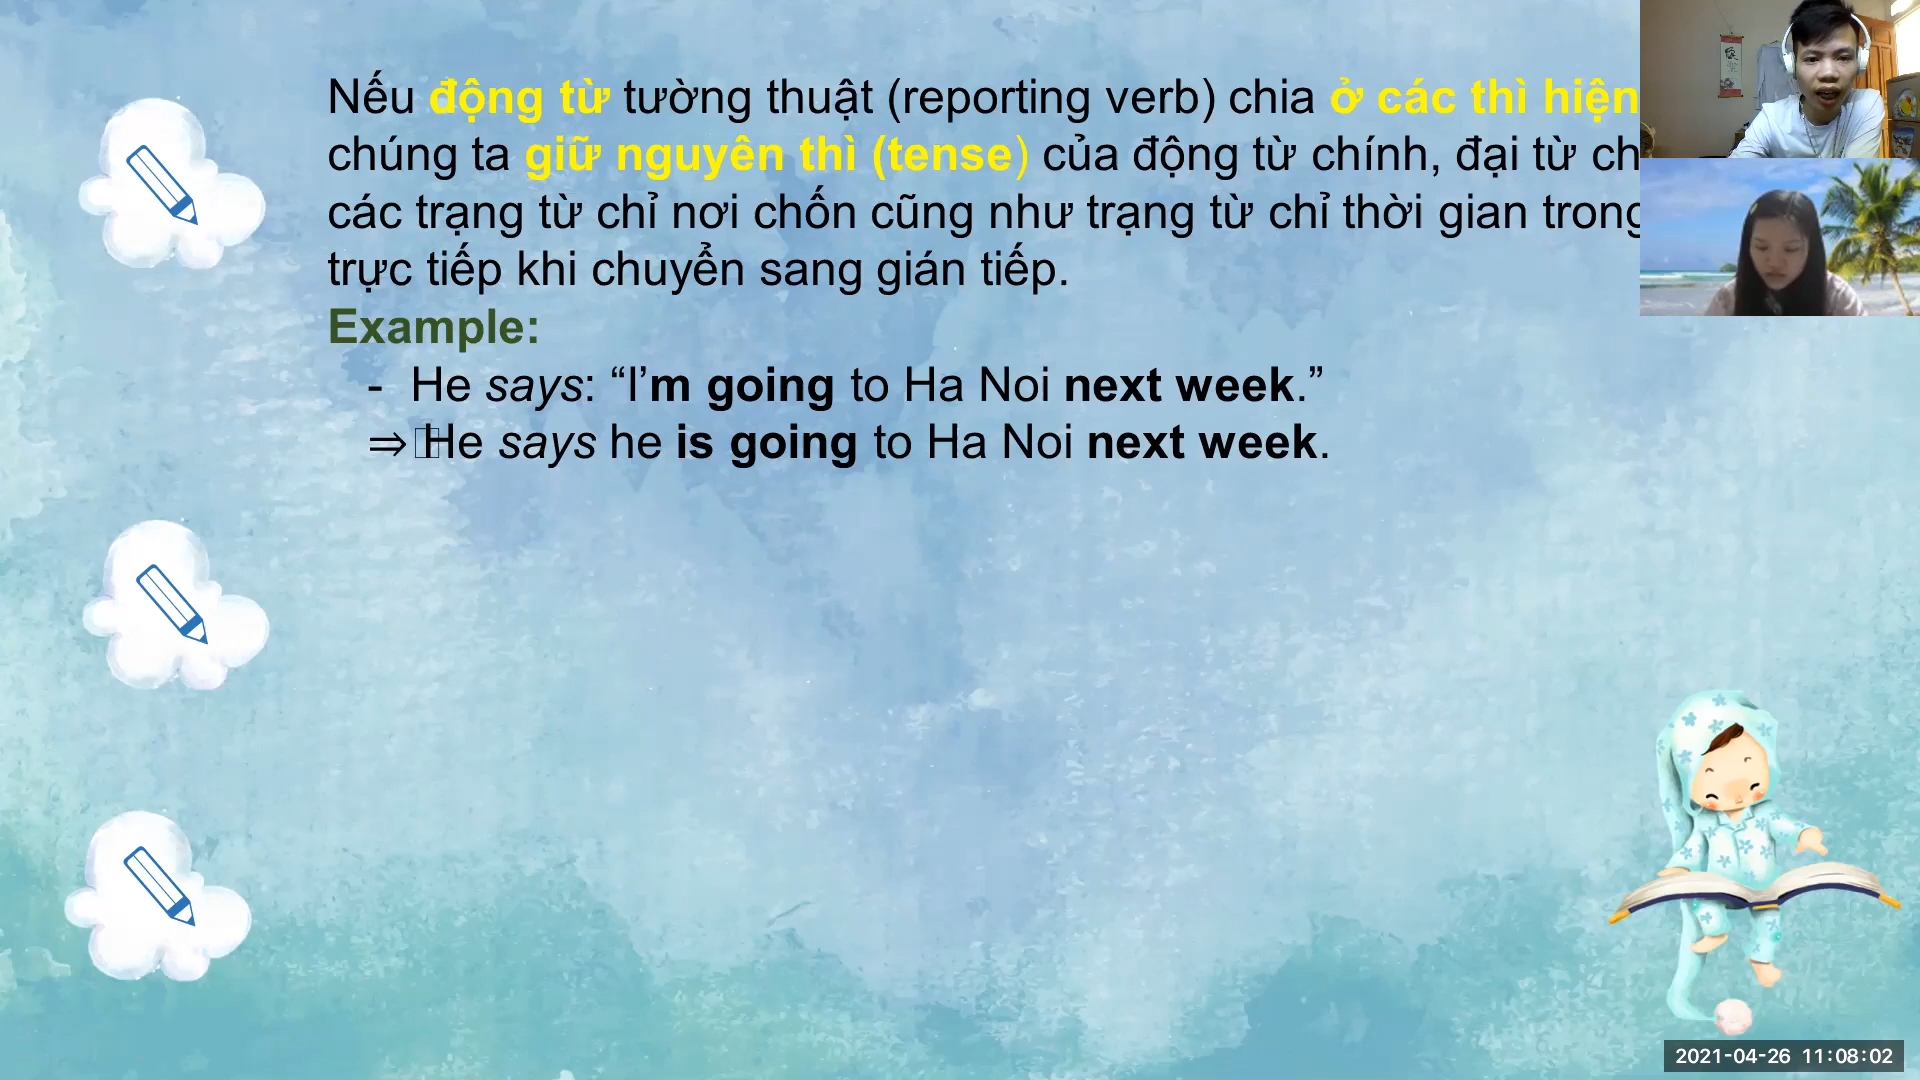 Nếu động từ tường thuật (reporting verb) chia ở các thì hiện
chúng ta giữ nguyên thì (tense) của động từ chính, đại từ
các trạng từ chỉ nơi chốn cũng như trạng từ chỉ thời gian trong
trực tiếp khi chuyển sang gián tiếp.
Example:
- He says: “I’m going to Ha Noi next week.”
⇒ He says he is going to Ha Noi next week.
2021-04-26 11:08:02